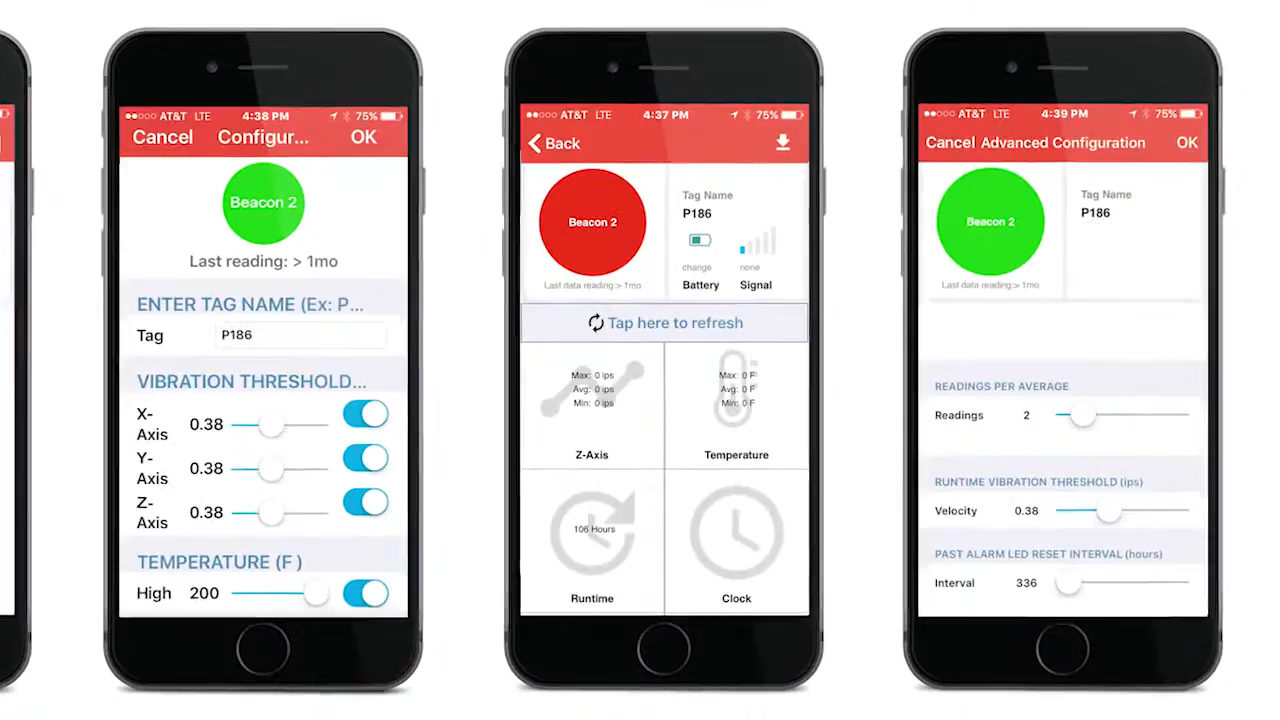 AT&T LTE 4:38 PM 75%
Cancel Configur... OK
Beacon 2
Last reading: > 1mo
ENTER TAG NAME (Ex: P...
Tag P186
VIBRATION THRESHOLD...
X-
Axis 0.38
Y-
Axis 0.38
Z-
Axis 0.38
TEMPERATURE (F )
High 200
AT&T LTE 4:37 PM 75%
Back
Beacon 2
Last data reading:> 1mo
Tag Name
P186
change none
Battery Signal
Tap here to refresh
Max: 0 ips
Avg: 0 ips
Min: 0 ips
Z-Axis
Max: 0 F
Avg: 0 F
Min: 0 F
Temperature
106 Hours
Runtime
Clock
AT&T LTE 4:39 PM 75%
Cancel Advanced Configuration OK
Beacon 2
Last data reading:> 1mo
Tag Name
P186
READINGS PER AVERAGE
Readings 2
RUNTIME VIBRATION THRESHOLD (ips)
Velocity 0.38
PAST ALARM LED RESET INTERVAL (hours)
Interval 336